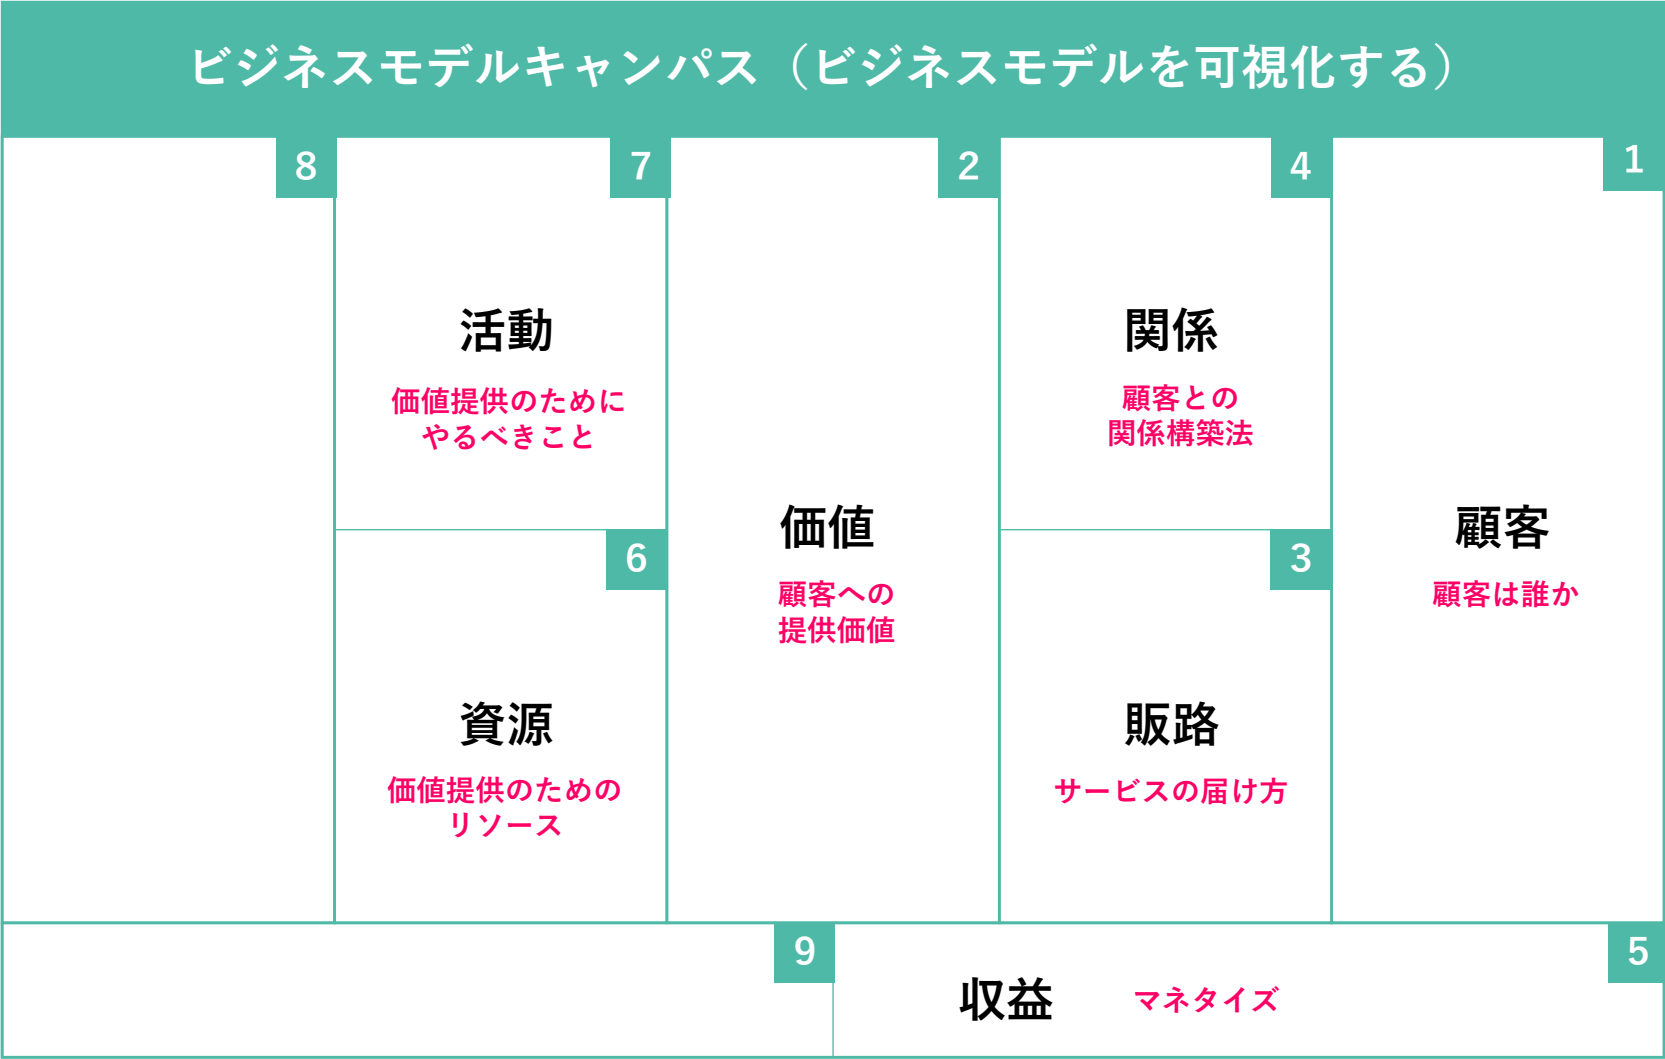 ビジネスモデルキャンパス（ビジネスモデルを可視化する）
8
7
活動
価値提供のために
やるべきこと
6
資源
価値提供のための
リソース
2
価値
顧客への
提供価値
4
関係
顧客との
関係構築法
3
販路
サービスの届け方
1
顧客
顧客は誰か
9
5
収益
マネタイズ